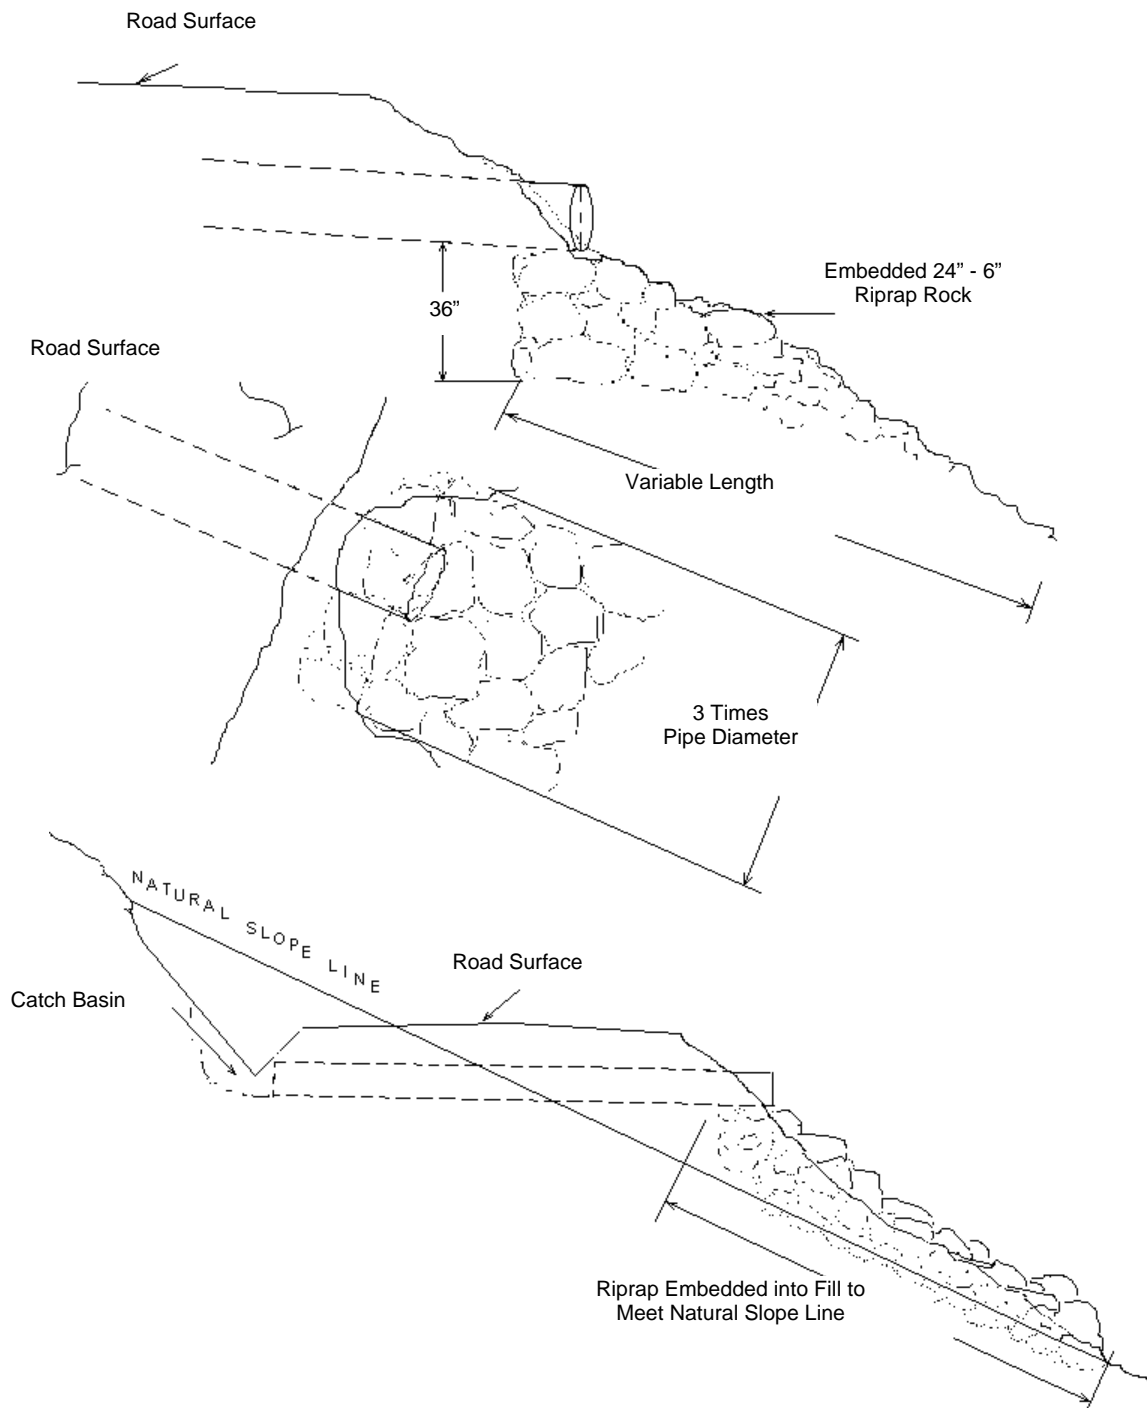 Road Surface
Embedded 24” - 6”
Riprap Rock
36”
Road Surface
Variable Length
3 Times
Pipe Diameter
NATURAL SLOPE LINE
Road Surface
Catch Basin
Riprap Embedded into Fill to
Meet Natural Slope Line